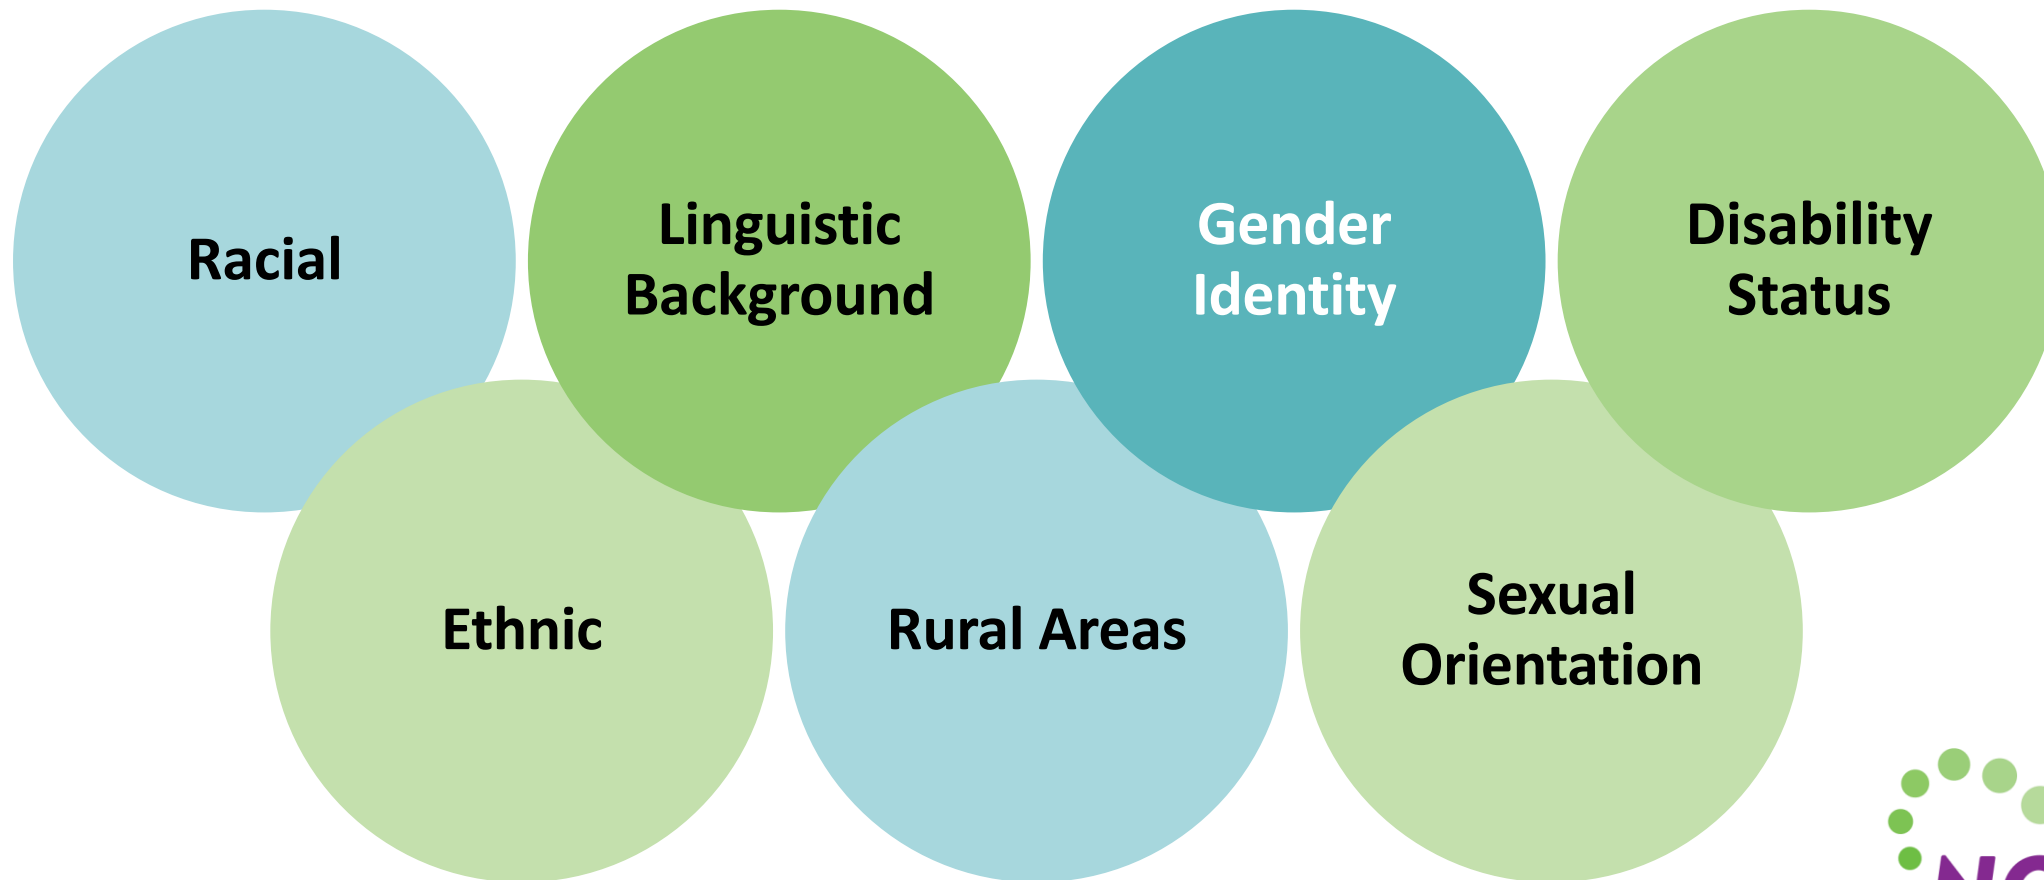 Racial
Linguistic
Background
Gender
Identity
Disability
Status
Ethnic
Rural Areas
Sexual
Orientation